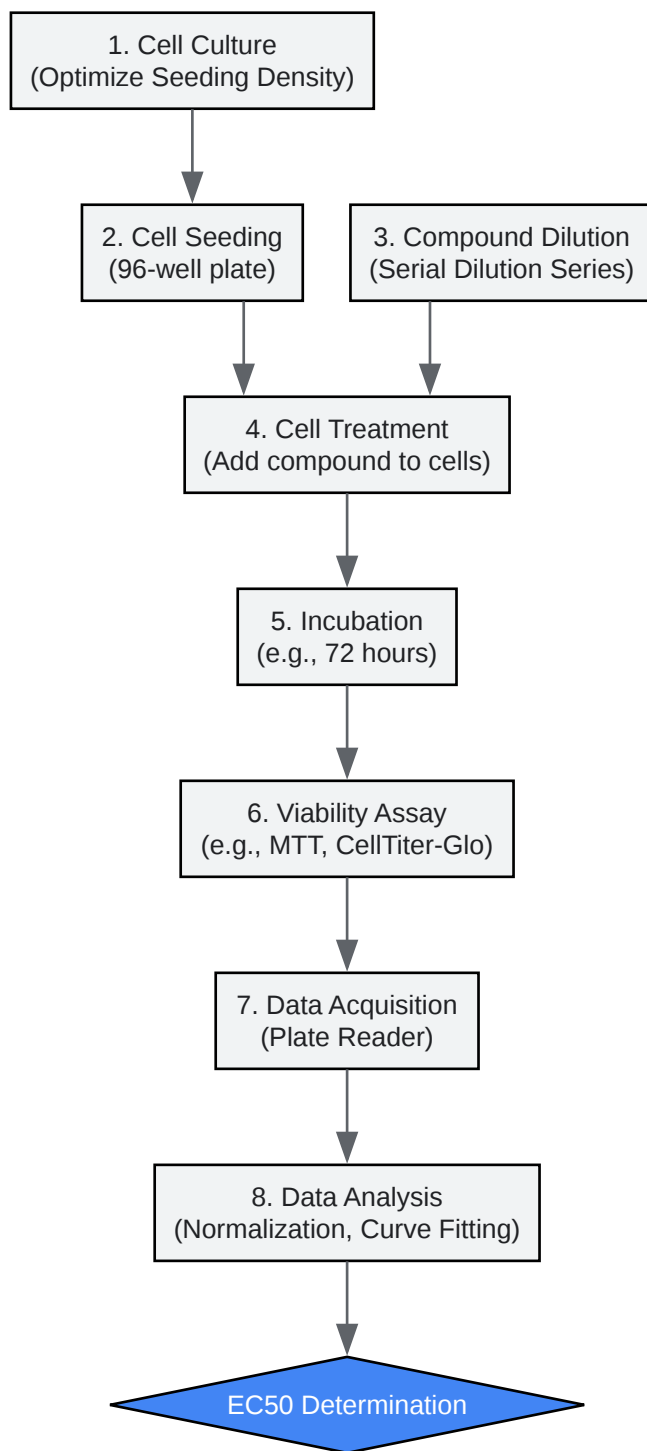 1. Cell Culture
(Optimize Seeding Density)
2. Cell Seeding
(96-well plate)
3. Compound Dilution
(Serial Dilution Series)
4. Cell Treatment
(Add compound to cells)
5. Incubation
(e.g., 72 hours)
6. Viability Assay
(e.g., MTT, CellTiter-Glo)
7. Data Acquisition
(Plate Reader)
8. Data Analysis
(Normalization, Curve Fitting)
EC50 Determination